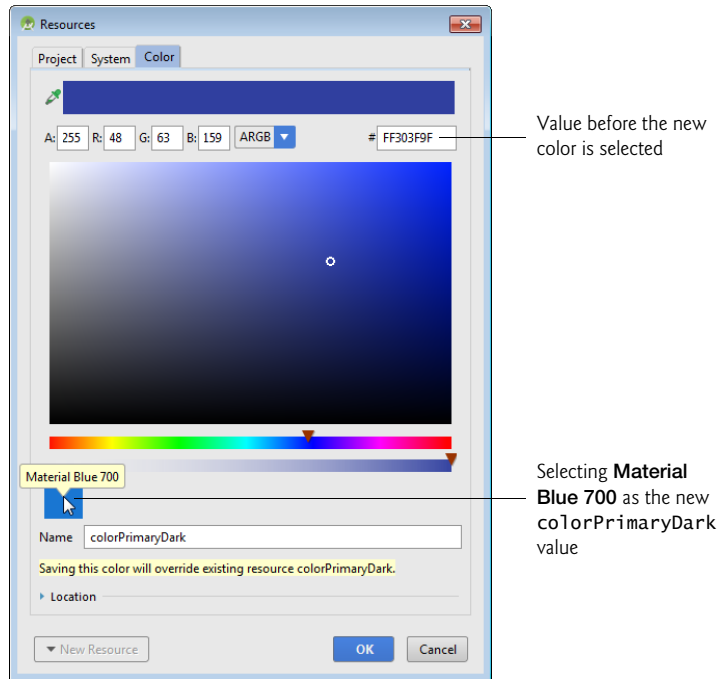 Resources
Project System Color
A: 255 R: 48 G: 63 B: 159 ARGB # FF303F9F
Value before the new
color is selected
Material Blue 700
Selecting Material
Blue 700 as the new
colorPrimaryDark
value
Name colorPrimaryDark
Saving this color will override existing resource colorPrimaryDark.
Location
New Resource OK Cancel